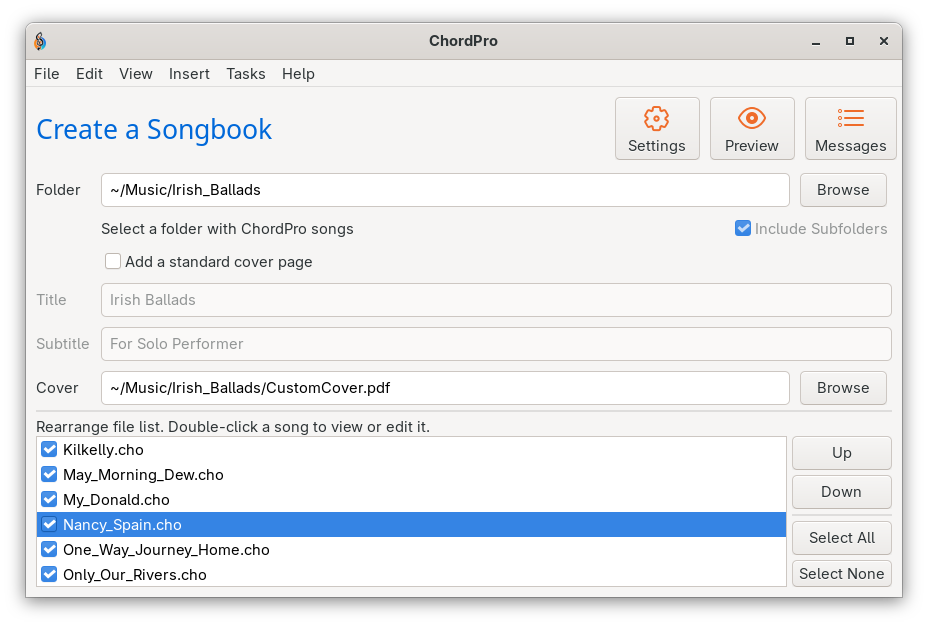 ChordPro
File Edit View Insert Tasks Help
Create a Songbook
Settings Preview Messages
Folder ~/Music/Irish_Ballads Browse
Select a folder with ChordPro songs Include Subfolders
Add a standard cover page
Title Irish Ballads
Subtitle For Solo Performer
Cover ~/Music/Irish_Ballads/CustomCover.pdf Browse
Rearrange file list. Double-click a song to view or edit it.
Kilkelly.cho Up
May_Morning_Dew.cho
My_Donald.cho Down
Nancy_Spain.cho
One_Way_Journey_Home.cho Select All
Only_Our_Rivers.cho Select None